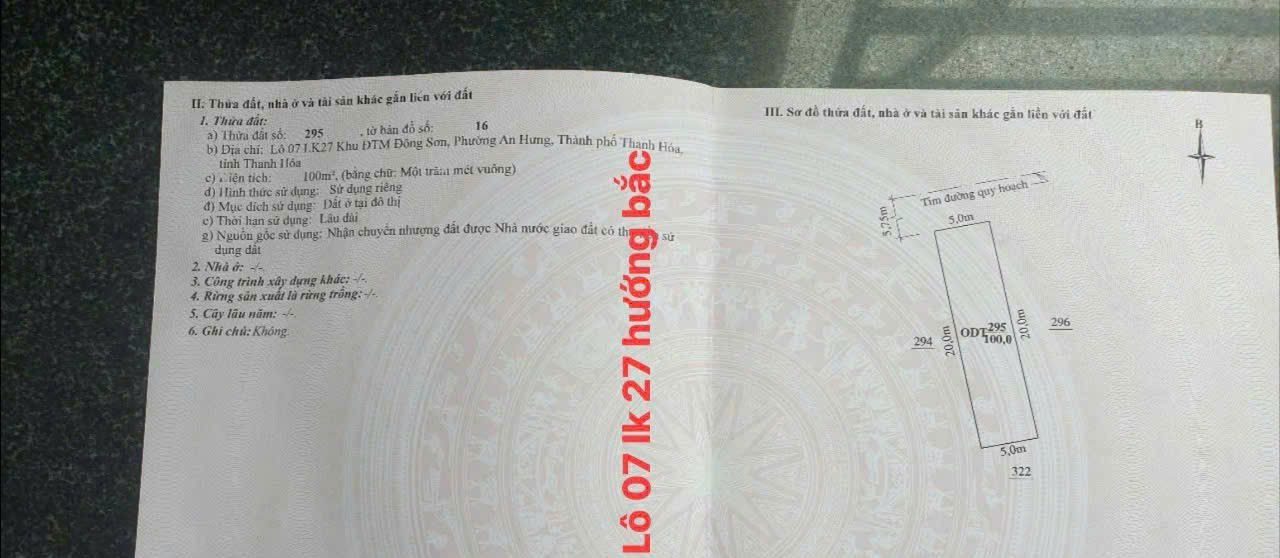 II. Thửa đất, nhà ở và tài sản khác gắn liền với đất
1. Thửa đất:
a) Thửa đất số: 295 , tờ bản đồ số: 16
b) Địa chỉ: Lô 07 LK27 Khu ĐTM Đông Sơn, Phường An Hưng, Thành phố Thanh Hóa,
tỉnh Thanh Hóa
c) Diện tích: 100m², (bằng chữ: Một trăm mét vuông)
d) Hình thức sử dụng: Sử dụng riêng
đ) Mục đích sử dụng: Đất ở tại đô thị
e) Thời hạn sử dụng: Lâu dài
g) Nguồn gốc sử dụng: Nhận chuyển nhượng đất được Nhà nước giao đất có sử
dụng đất
2. Nhà ở: -/-
3. Công trình xây dựng khác: -/-.
4. Rừng sản xuất là rừng trồng: -/-.
5. Cây lâu năm: -/-.
6. Ghi chú: Không.
Lô 07 lk 27 hướng bắc
III. Sơ đồ thửa đất, nhà ở và tài sản khác gắn liền với đất
B
Tim đường quy hoạch
5,75m
5,0m
294
20,0m
ODT 295
100,0
20,0m
296
5,0m
322